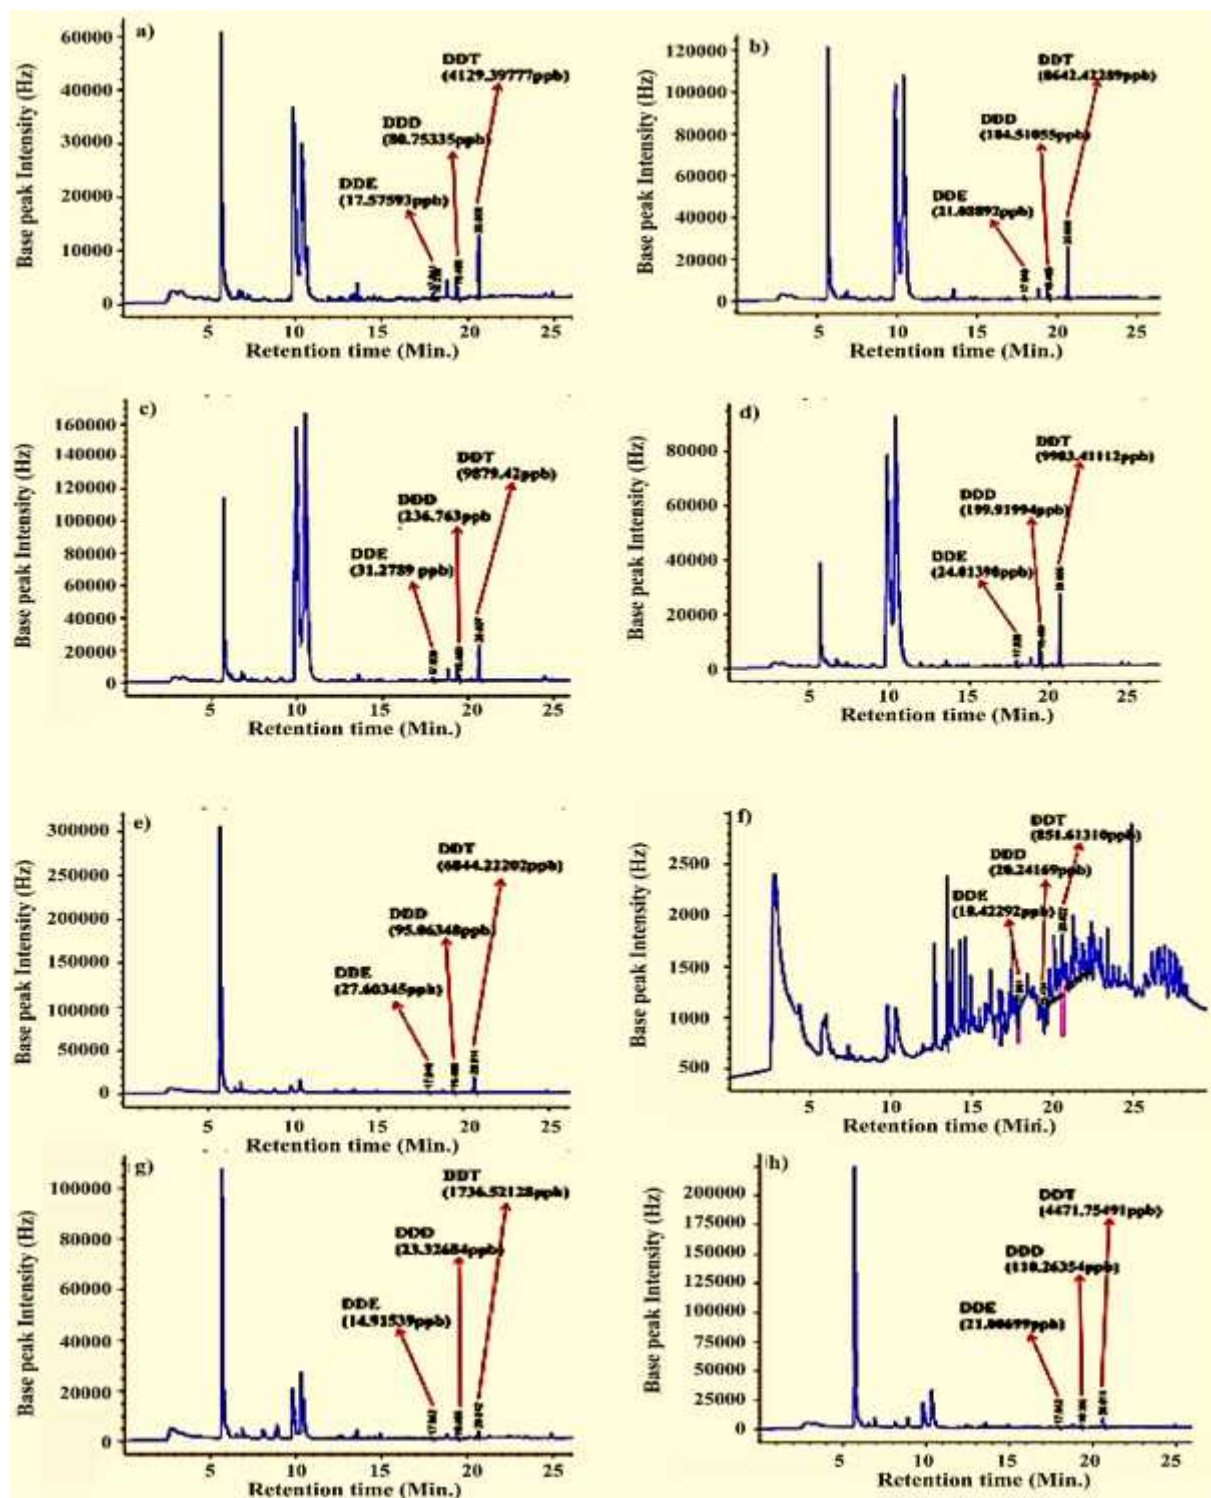 a)
Base peak Intensity (Hz)
60000
40000
30000
20000
10000
0
DDT
(4129.39777ppb)
DDD
(80.75335ppb)
DDE
(17.57593ppb)
5 10 15 20 25
Retention time (Min.)
b)
Base peak Intensity (Hz)
120000
100000
80000
60000
40000
20000
0
DDT
(8642.42289ppb)
DDD
(184.51055ppb)
DDE
(21.08892ppb)
5 10 15 20 25
Retention time (Min.)
c)
Base peak Intensity (Hz)
160000
140000
120000
100000
80000
60000
40000
20000
0
DDT
(9879.42ppb)
DDD
(236.763ppb
DDE
(31.2789 ppb)
5 10 15 20 25
Retention time (Min.)
d)
Base peak Intensity (Hz)
80000
60000
40000
20000
0
DDT
(9983.41112ppb)
DDD
(199.91994ppb)
DDE
(24.01398ppb)
5 10 15 20 25
Retention time (Min.)
e)
Base peak Intensity (Hz)
300000
200000
150000
100000
50000
0
DDT
(6844.22202ppb)
DDD
(95.06348ppb)
DDE
(27.60345ppb)
5 10 15 20 25
Retention time (Min.)
f)
Base peak Intensity (Hz)
2500
2000
1500
1000
500
DDT
(851.61310ppb)
DDD
(20.24169ppb)
DDE
(18.42292ppb)
5 10 15 20 25
Retention time (Min.)
g)
Base peak Intensity (Hz)
100000
80000
60000
40000
20000
0
DDT
(1736.52128ppb)
DDD
(23.32684ppb)
DDE
(14.91539ppb)
5 10 15 20 25
Retention time (Min.)
h)
Base peak Intensity (Hz)
200000
175000
150000
125000
100000
75000
50000
25000
0
DDT
(4471.75491ppb)
DDD
(110.26354ppb)
DDE
(21.00699ppb)
5 10 15 20 25
Retention time (Min.)